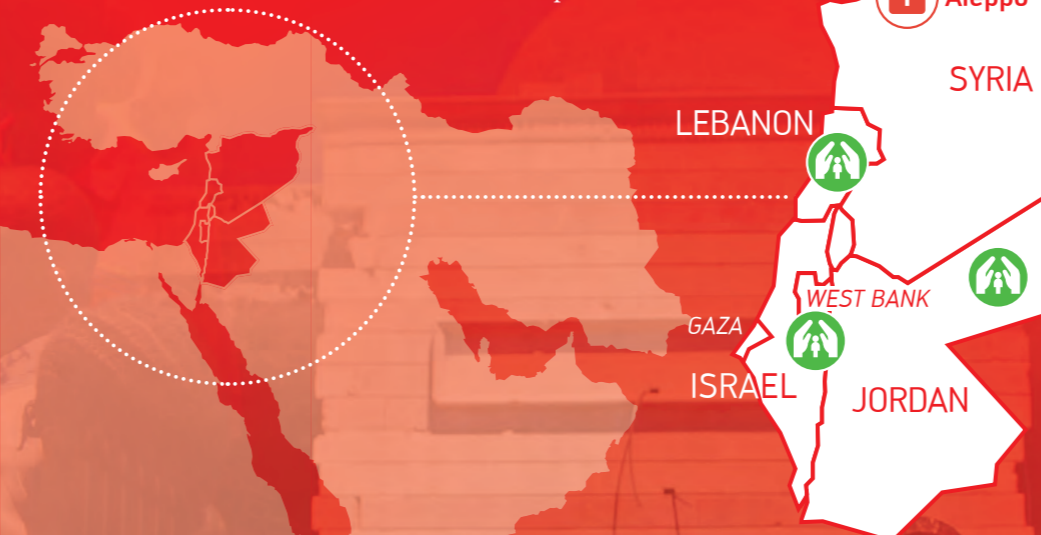 Aleppo
SYRIA
LEBANON
WEST BANK
GAZA
ISRAEL
JORDAN